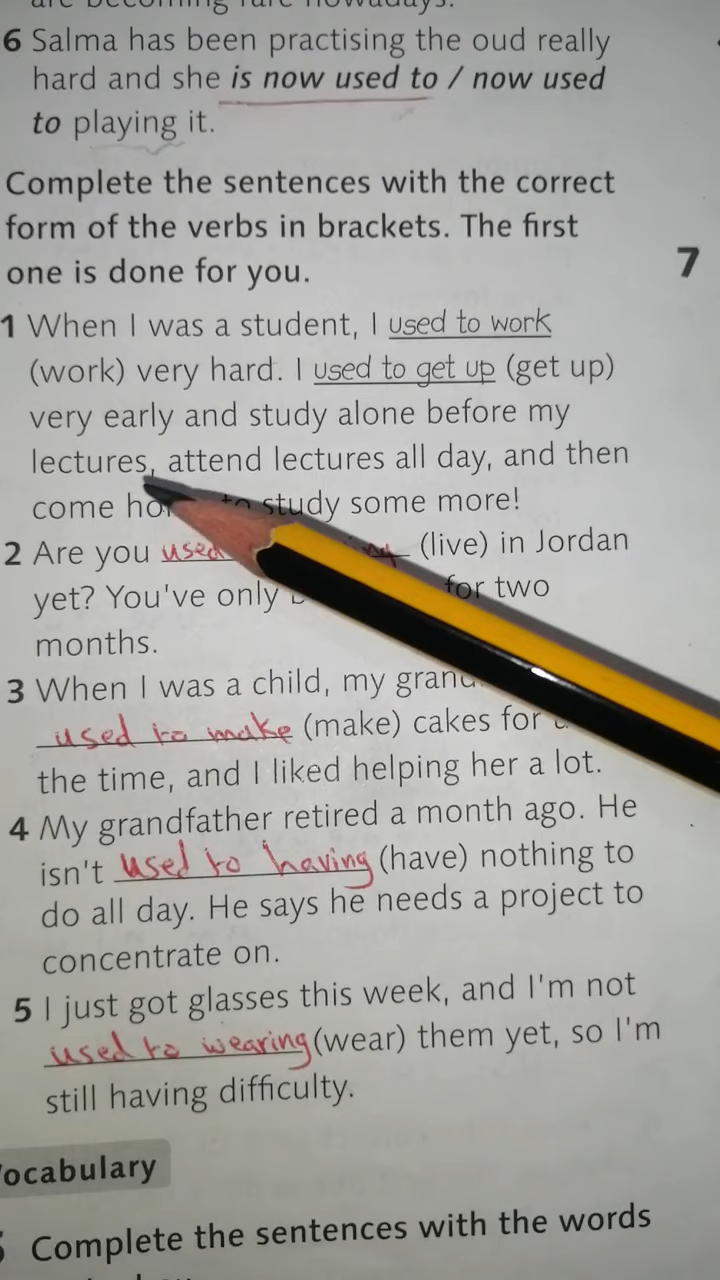 6 Salma has been practising the oud really
hard and she is now used to / now used
to playing it.
Complete the sentences with the correct
form of the verbs in brackets. The first
one is done for you.
7
1 When I was a student, I used to work
(work) very hard. I used to get up (get up)
very early and study alone before my
lectures, attend lectures all day, and then
come to study some more!
2 Are you used (live) in Jordan
yet? You've only for two
months.
3 When I was a child, my
used to make (make) cakes for
the time, and I liked helping her a lot.
4 My grandfather retired a month ago. He
isn't used to having (have) nothing to
do all day. He says he needs a project to
concentrate on.
5 I just got glasses this week, and I'm not
used to wearing (wear) them yet, so I'm
still having difficulty.
Vocabulary
Complete the sentences with the words